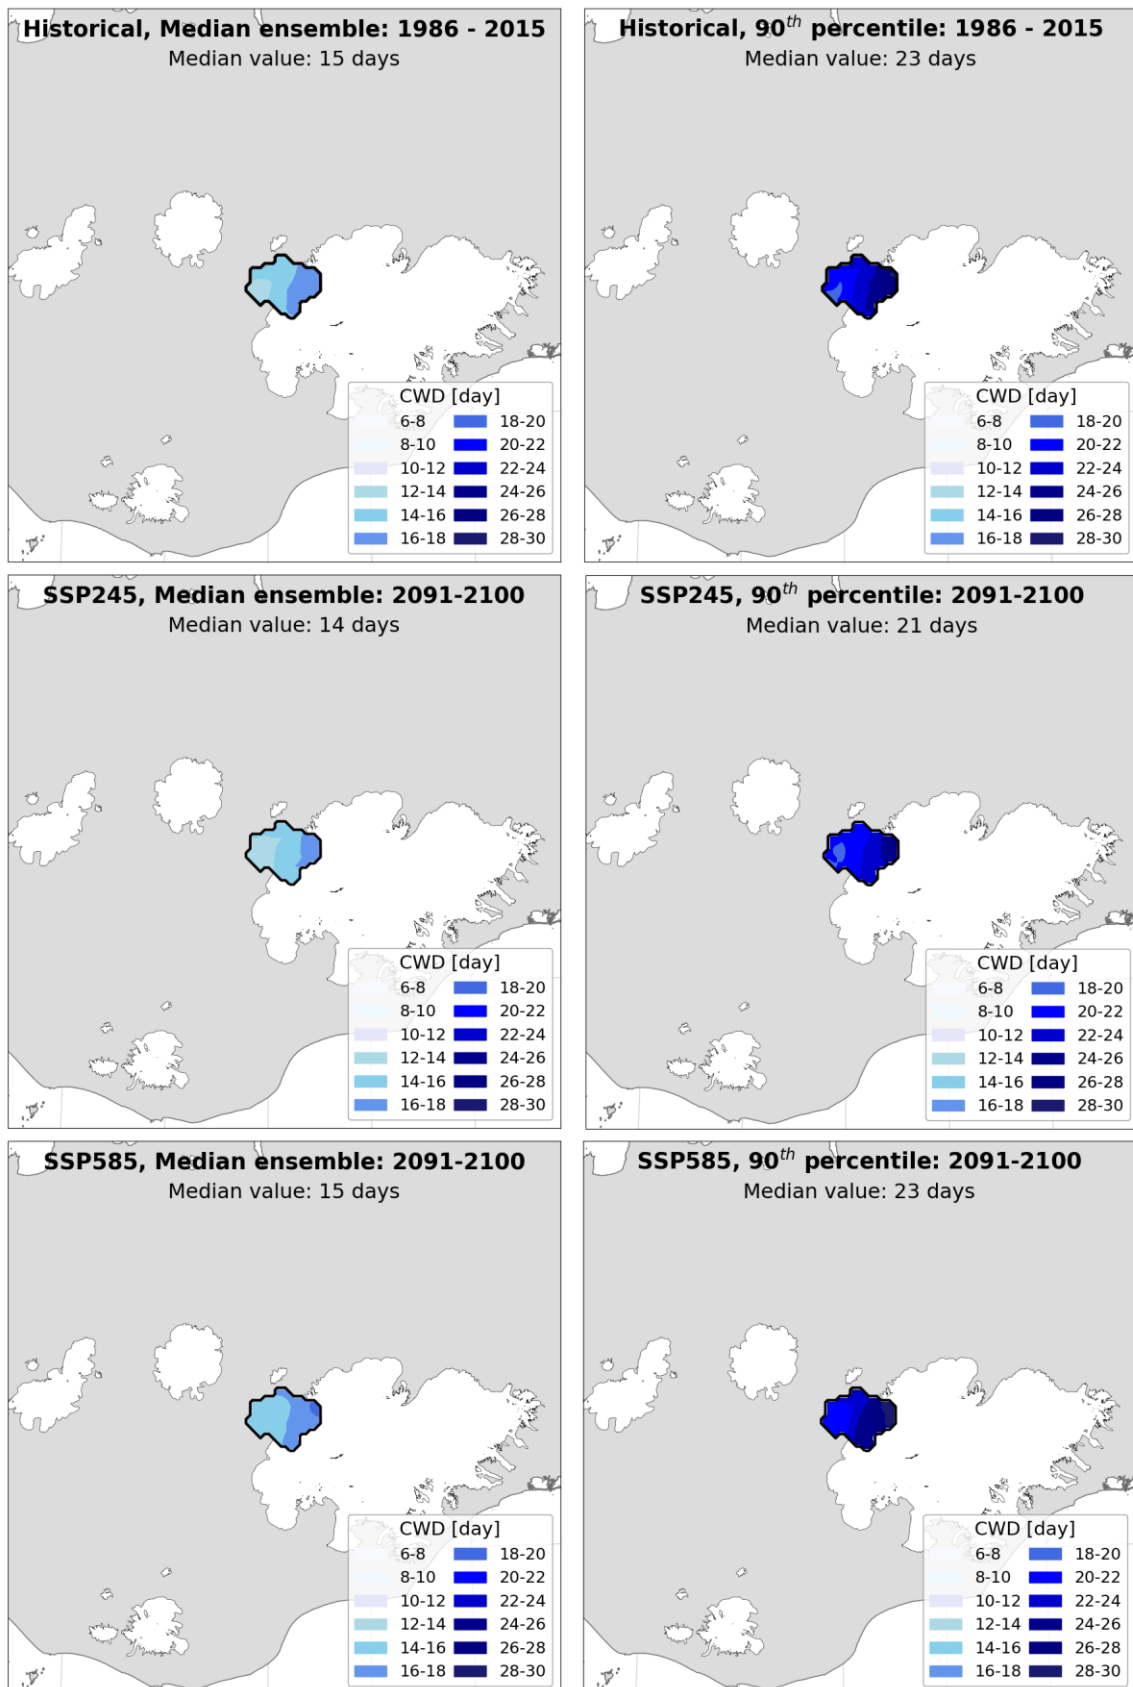 Historical, Median ensemble: 1986 - 2015
Median value: 15 days
CWD [day]
6-8 18-20
8-10 20-22
10-12 22-24
12-14 24-26
14-16 26-28
16-18 28-30
Historical, 90th percentile: 1986 - 2015
Median value: 23 days
CWD [day]
6-8 18-20
8-10 20-22
10-12 22-24
12-14 24-26
14-16 26-28
16-18 28-30
SSP245, Median ensemble: 2091-2100
Median value: 14 days
CWD [day]
6-8 18-20
8-10 20-22
10-12 22-24
12-14 24-26
14-16 26-28
16-18 28-30
SSP245, 90th percentile: 2091-2100
Median value: 21 days
CWD [day]
6-8 18-20
8-10 20-22
10-12 22-24
12-14 24-26
14-16 26-28
16-18 28-30
SSP585, Median ensemble: 2091-2100
Median value: 15 days
CWD [day]
6-8 18-20
8-10 20-22
10-12 22-24
12-14 24-26
14-16 26-28
16-18 28-30
SSP585, 90th percentile: 2091-2100
Median value: 23 days
CWD [day]
6-8 18-20
8-10 20-22
10-12 22-24
12-14 24-26
14-16 26-28
16-18 28-30